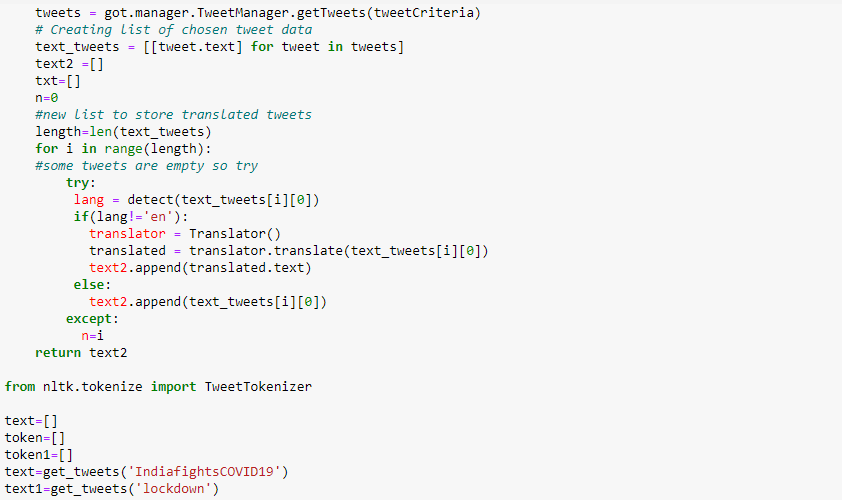 tweets = got.manager.TweetManager.getTweets(tweetCriteria)
    # Creating list of chosen tweet data
    text_tweets = [[tweet.text] for tweet in tweets]
    text2 =[]
    txt=[]
    n=0
    #new list to store translated tweets
    length=len(text_tweets)
    for i in range(length):
    #some tweets are empty so try
        try:
         lang = detect(text_tweets[i][0])
         if(lang!='en'):
           translator = Translator()
           translated = translator.translate(text_tweets[i][0])
           text2.append(translated.text)
         else:
           text2.append(text_tweets[i][0])
        except:
          n=i
    return text2

from nltk.tokenize import TweetTokenizer

text=[]
token=[]
token1=[]
text=get_tweets('IndiafightsCOVID19')
text1=get_tweets('lockdown')